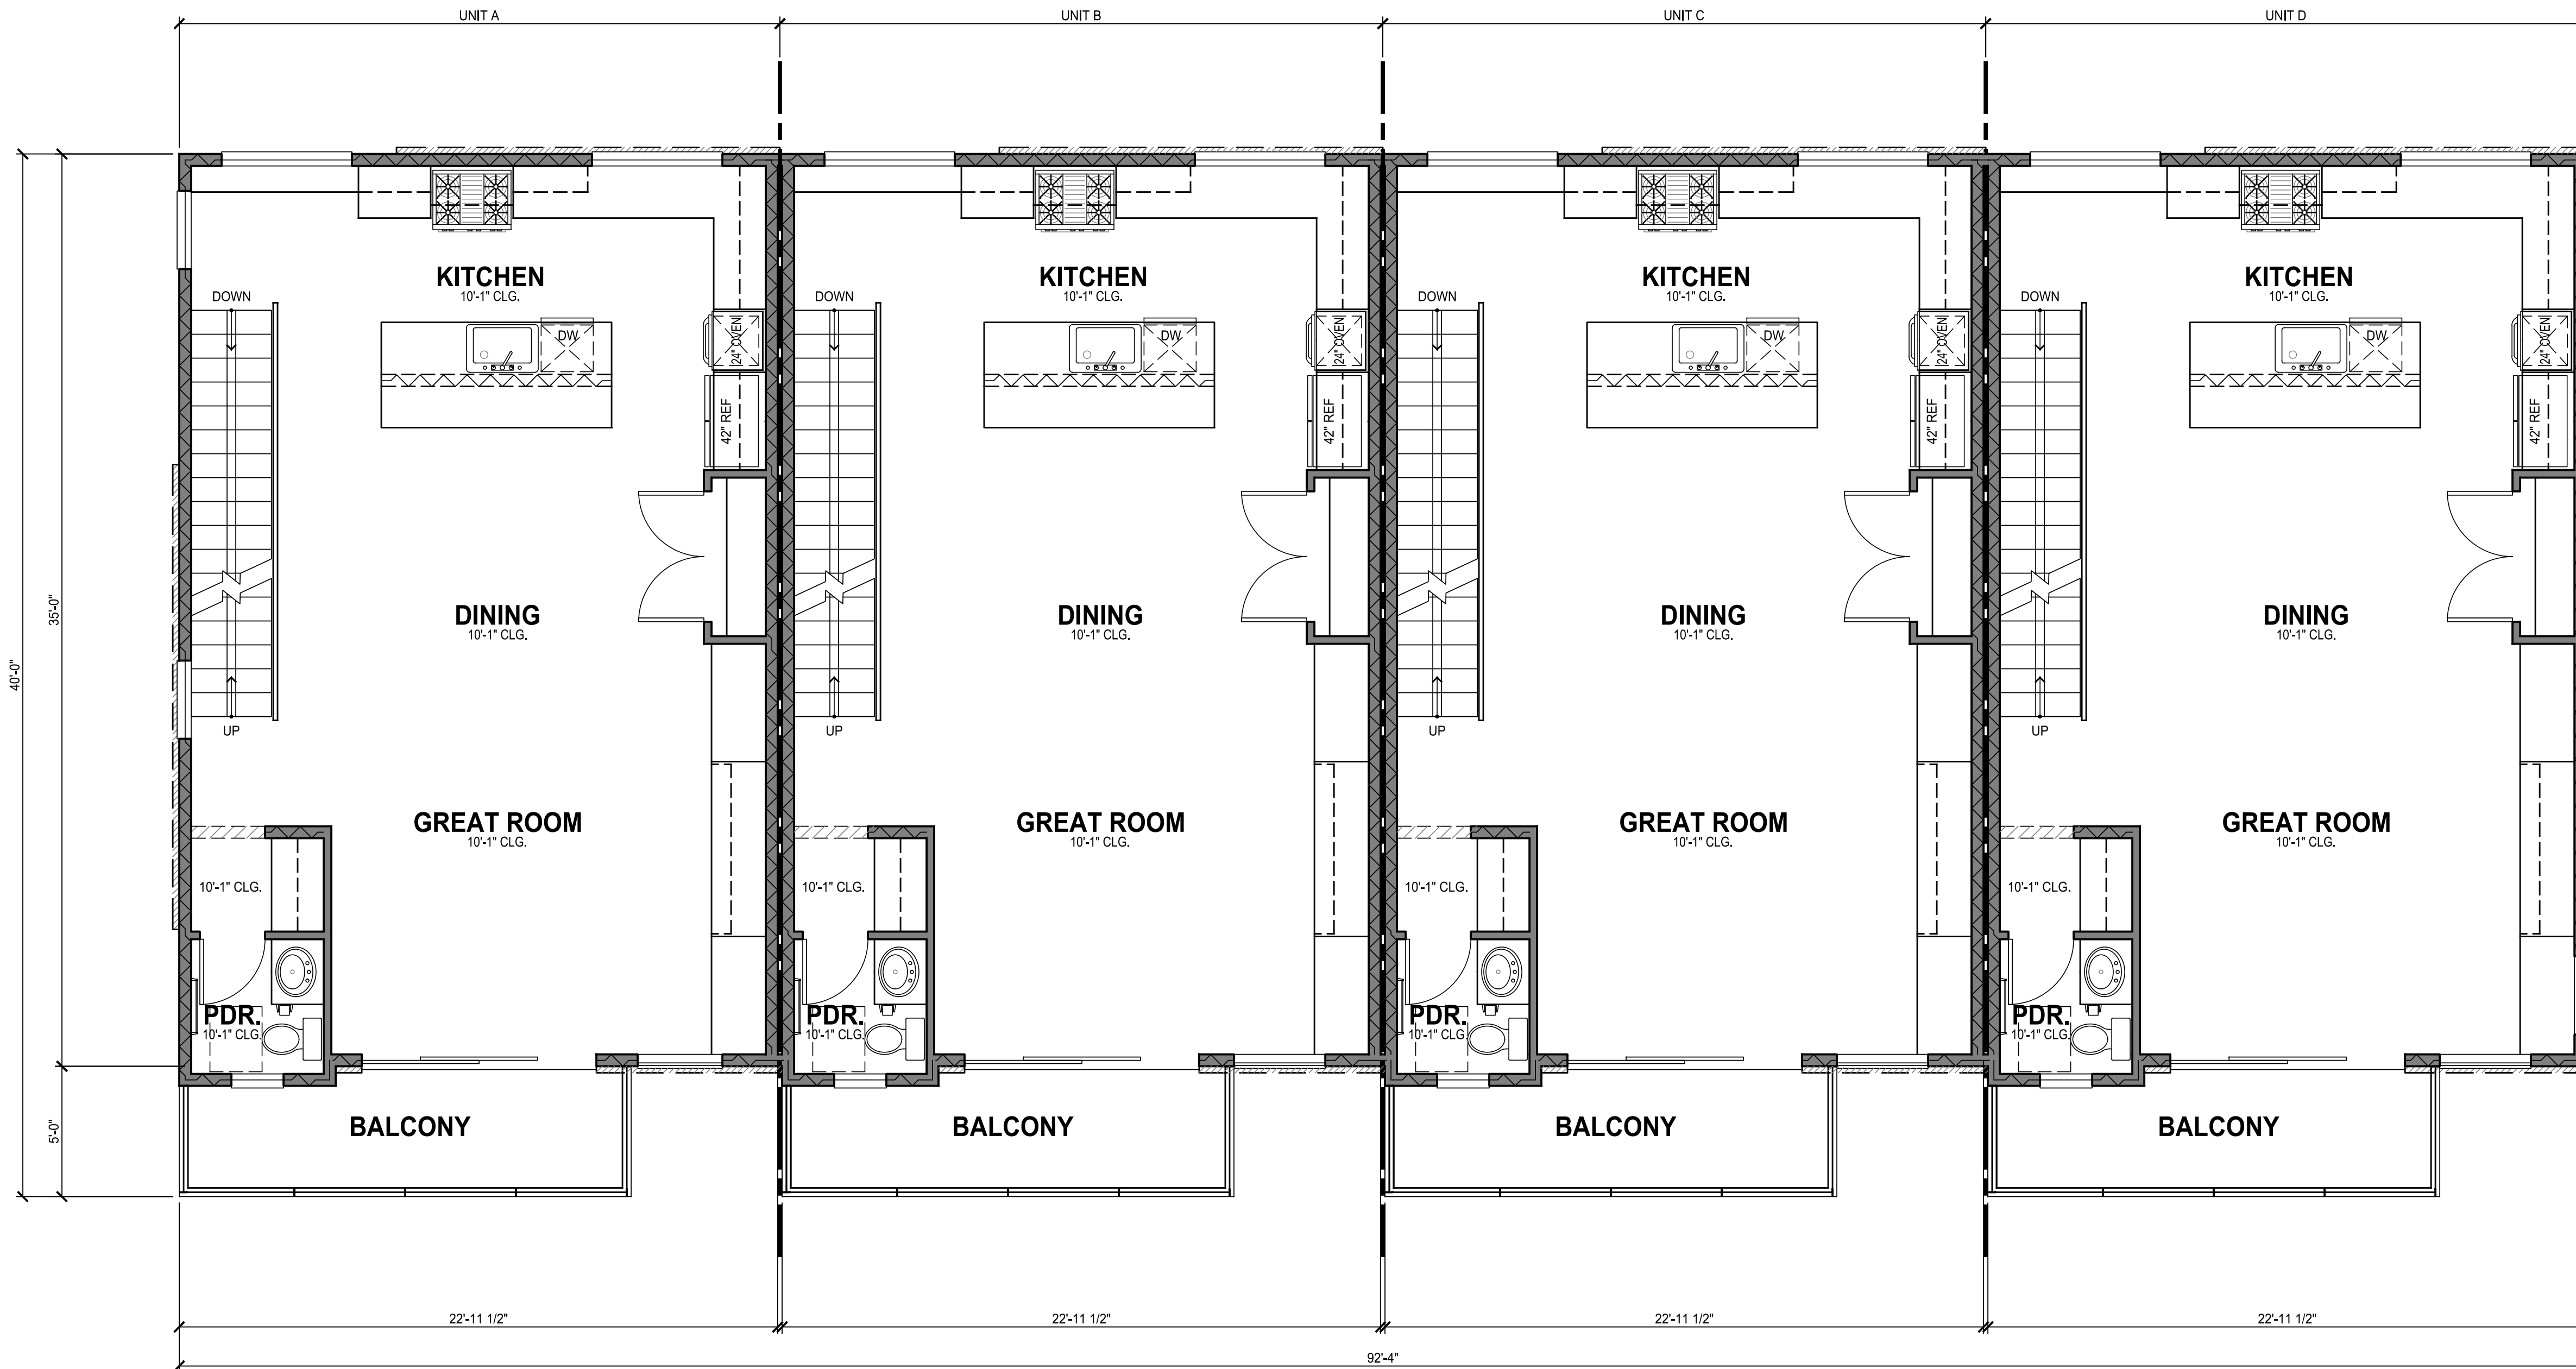 UNIT A
UNIT B
UNIT C
UNIT D
KITCHEN
10'-1" CLG.
KITCHEN
10'-1" CLG.
KITCHEN
10'-1" CLG.
KITCHEN
10'-1" CLG.
DOWN
DOWN
DOWN
DOWN
DW
24" OVEN
DW
24" OVEN
DW
24" OVEN
DW
24" OVEN
42" REF
42" REF
42" REF
42" REF
35'-0"
40'-0"
DINING
10'-1" CLG.
DINING
10'-1" CLG.
DINING
10'-1" CLG.
DINING
10'-1" CLG.
UP
UP
UP
UP
GREAT ROOM
10'-1" CLG.
GREAT ROOM
10'-1" CLG.
GREAT ROOM
10'-1" CLG.
GREAT ROOM
10'-1" CLG.
10'-1" CLG.
10'-1" CLG.
10'-1" CLG.
10'-1" CLG.
PDR.
10'-1" CLG.
PDR.
10'-1" CLG.
PDR.
10'-1" CLG.
PDR.
10'-1" CLG.
5'-0"
BALCONY
BALCONY
BALCONY
BALCONY
22'-11 1/2"
22'-11 1/2"
22'-11 1/2"
22'-11 1/2"
92'-4"